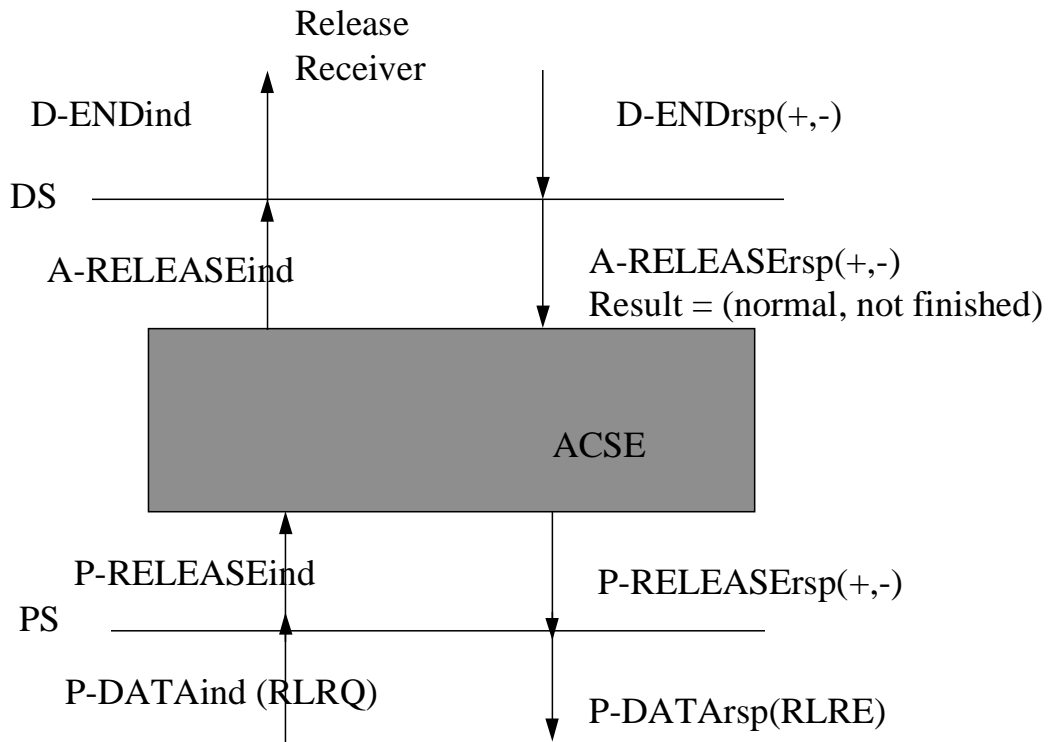 Release
Receiver
D-ENDind
D-ENDrsp(+,-)
DS
A-RELEASEind
A-RELEASErsp(+,-)
Result = (normal, not finished)
ACSE
P-RELEASEind
P-RELEASErsp(+,-)
PS
P-DATAind (RLRQ)
P-DATArsp(RLRE)